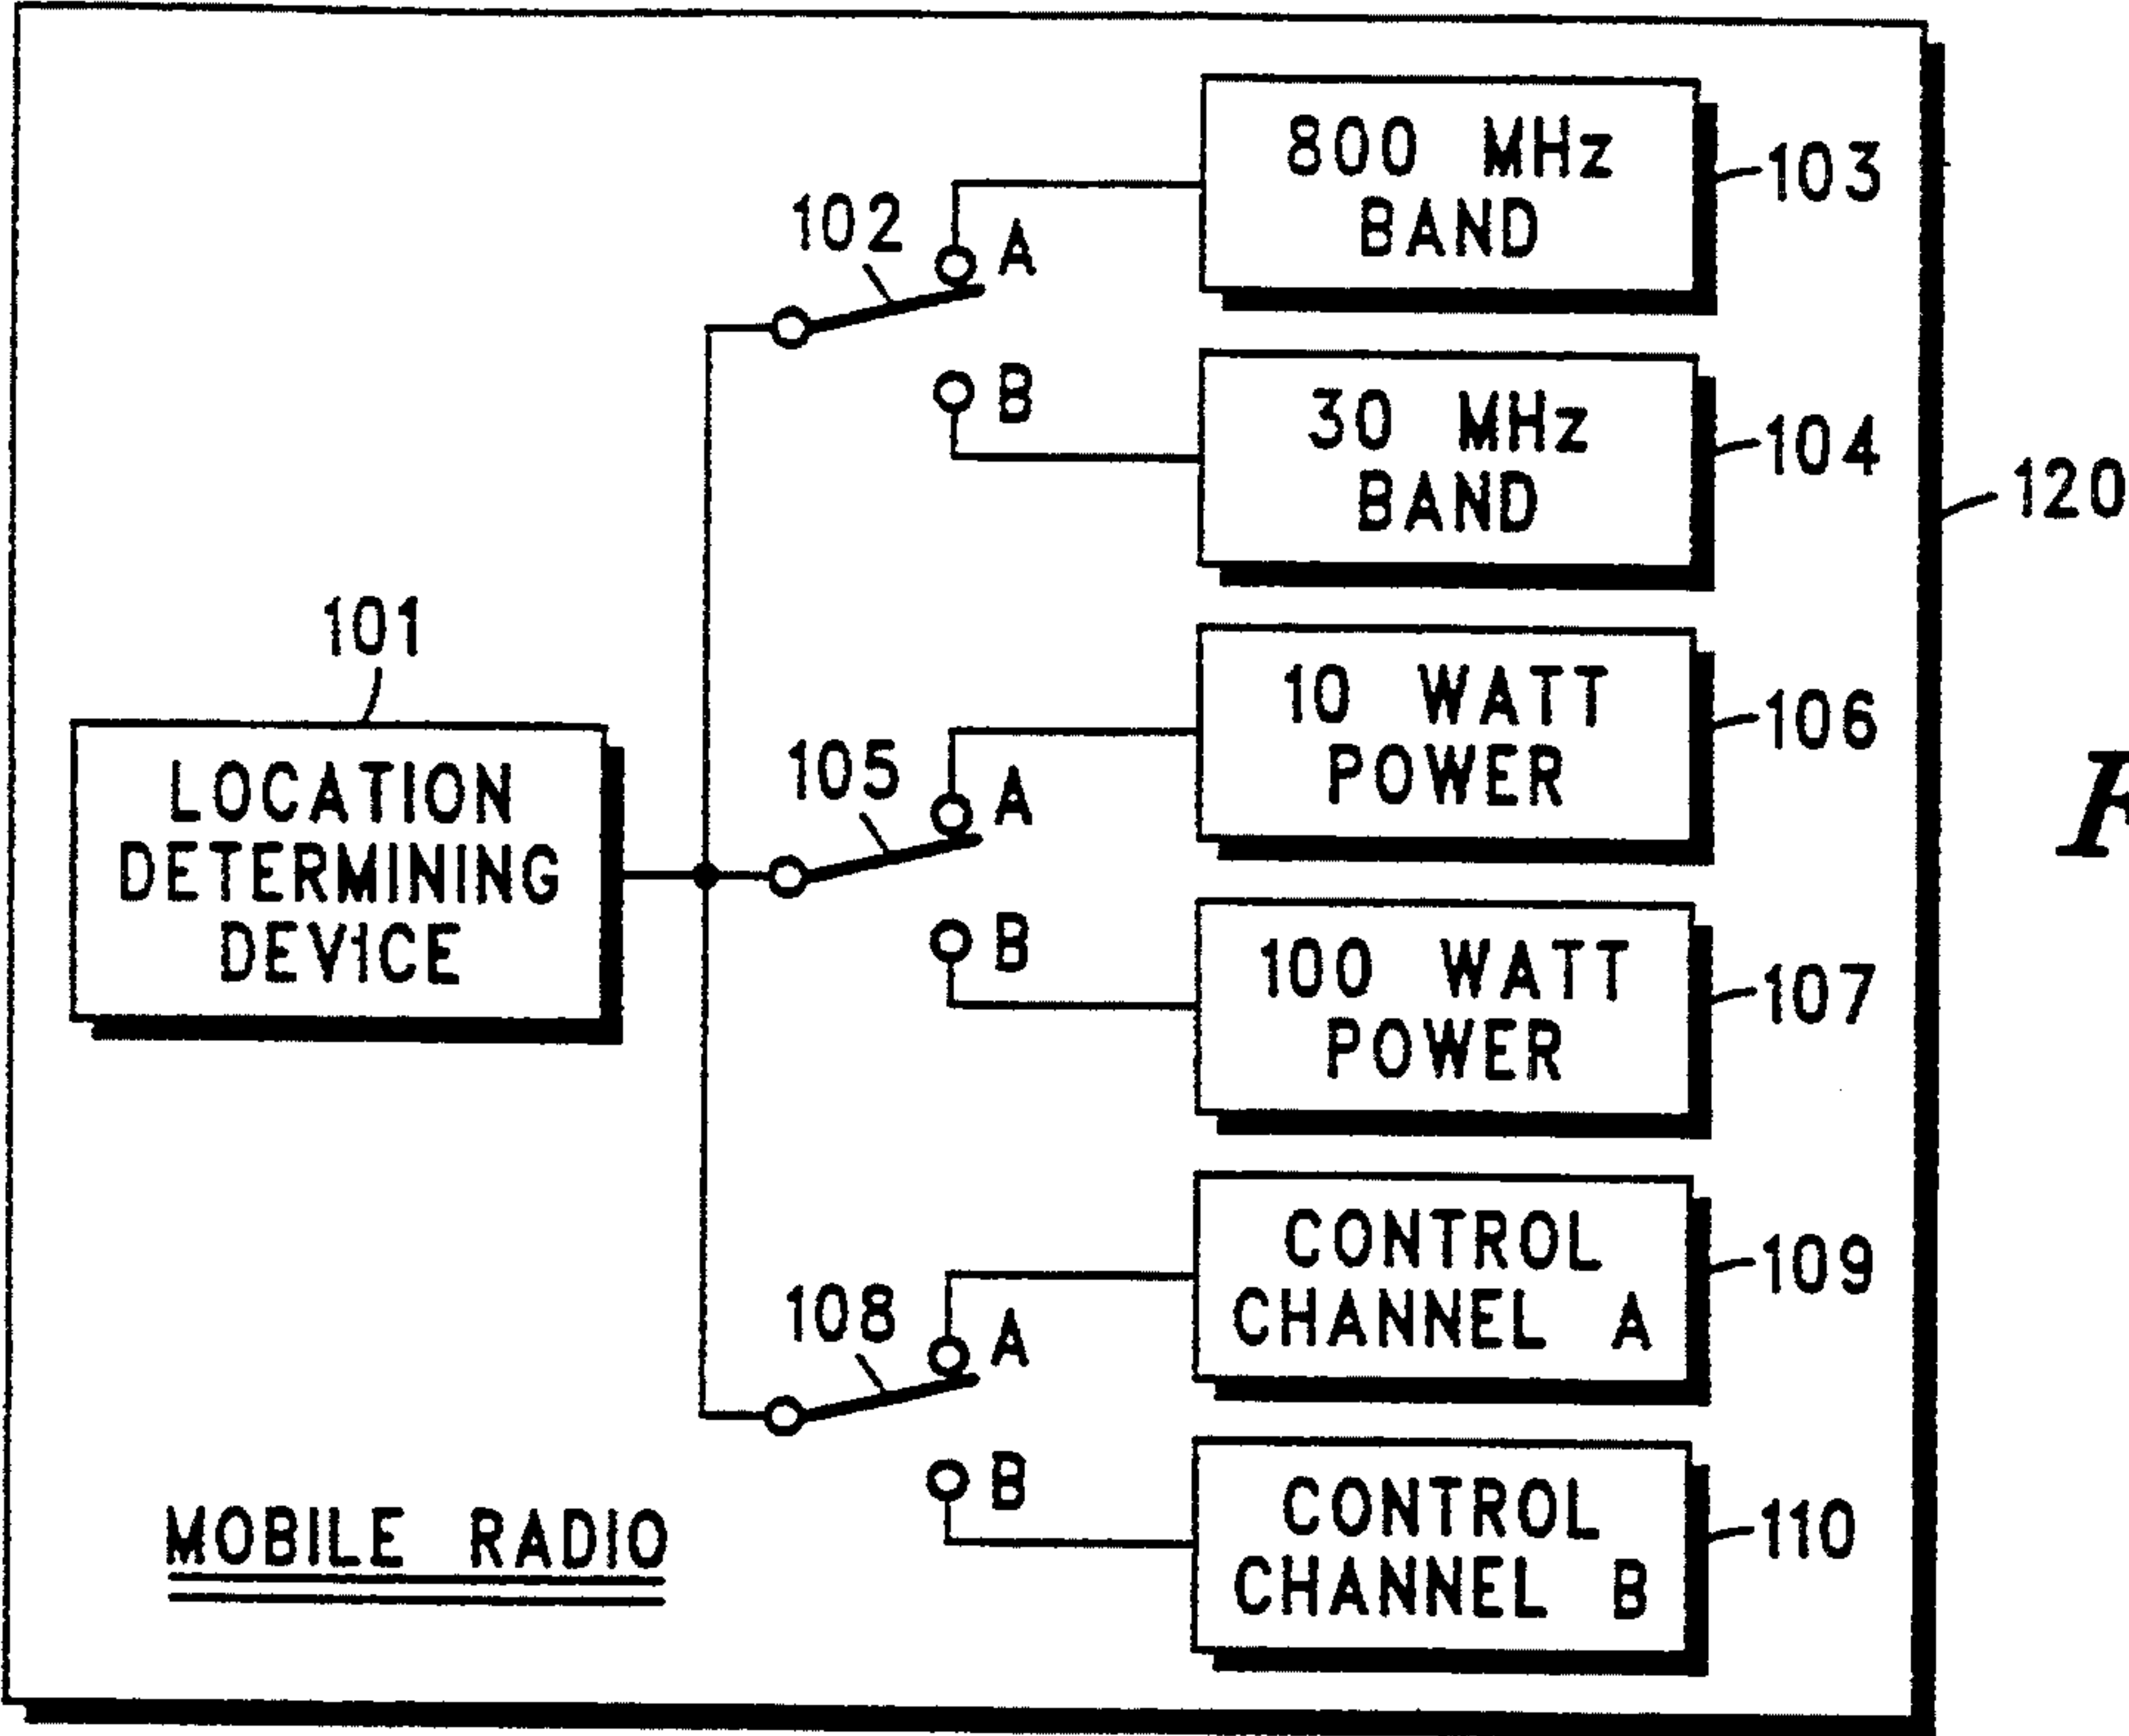 800 MHz
BAND
103
102
A
B
30 MHz
BAND
104
120
101
LOCATION
DETERMINING
DEVICE
10 WATT
POWER
106
105
A
B
100 WATT
POWER
107
CONTROL
CHANNEL A
109
108
A
B
CONTROL
CHANNEL B
110
MOBILE RADIO